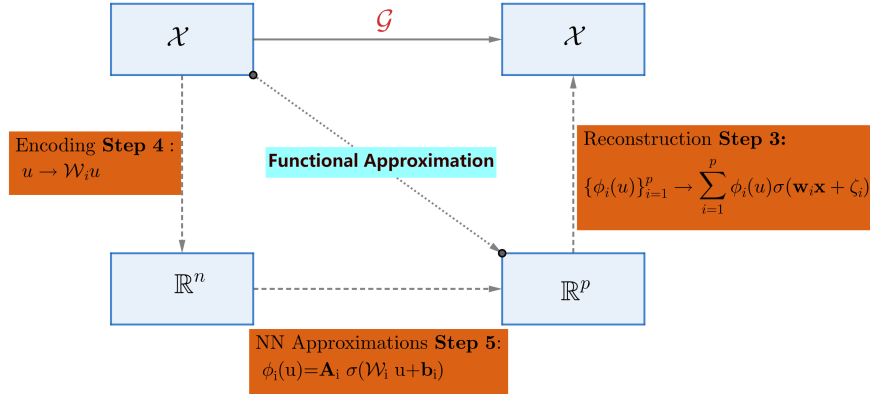 𝒳 𝒢 𝒳
Encoding Step 4 :
u → 𝒲ᵢu
Functional Approximation
Reconstruction Step 3:
{ϕᵢ(u)}ᵖᵢ₌₁ → ∑ᵖᵢ₌₁ ϕᵢ(u)σ(𝐰ᵢ𝐱 + ζᵢ)
ℝⁿ ℝᵖ
NN Approximations Step 5:
ϕᵢ(u)=𝐀ᵢ σ(𝒲ᵢ u+𝐛ᵢ)